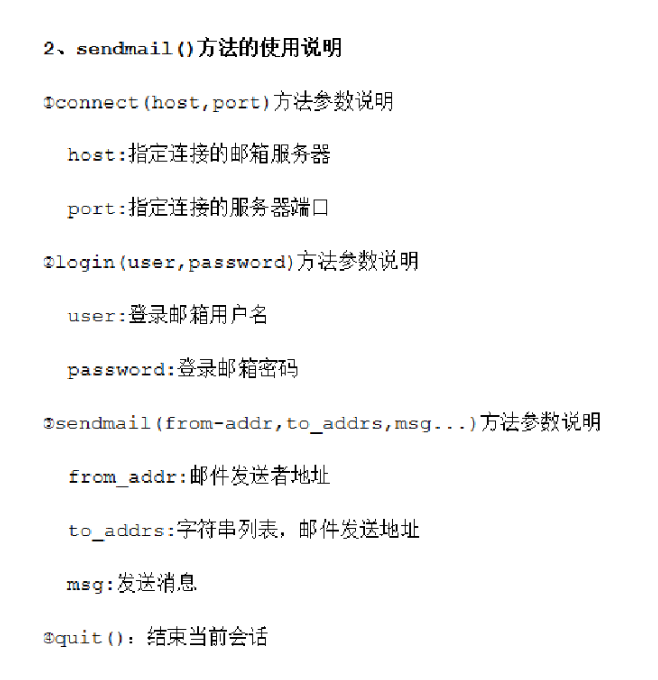 2、sendmail()方法的使用说明
①connect(host,port)方法参数说明
host:指定连接的邮箱服务器
port:指定连接的服务器端口
②login(user,password)方法参数说明
user:登录邮箱用户名
password:登录邮箱密码
③sendmail(from-addr,to_addrs,msg...)方法参数说明
from_addr:邮件发送者地址
to_addrs:字符串列表，邮件发送地址
msg:发送消息
④quit()：结束当前会话